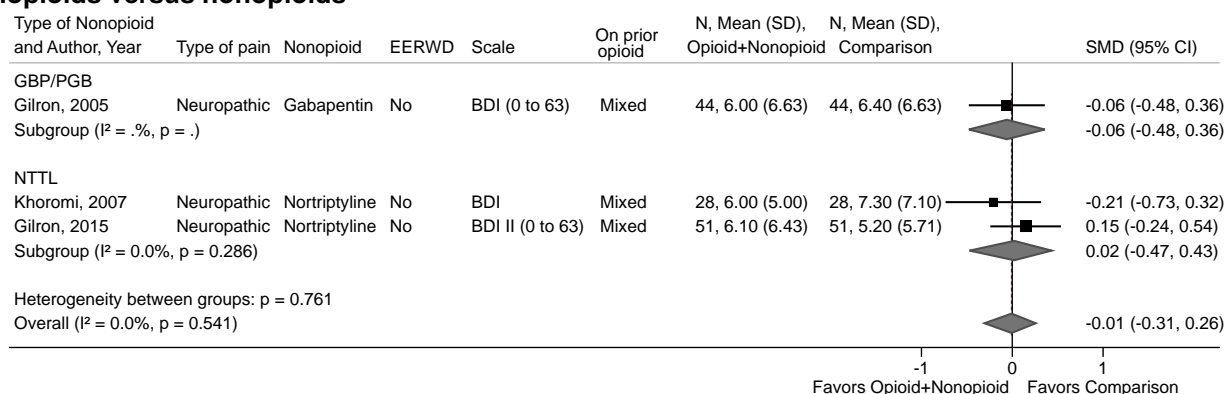 Type of Nonopioid and Author, Year Type of pain Nonopioid EERWD Scale On prior opioid N, Mean (SD), Opioid+Nonopioid N, Mean (SD), Comparison SMD (95% CI)
GBP/PGB
Gilron, 2005 Neuropathic Gabapentin No BDI (0 to 63) Mixed 44, 6.00 (6.63) 44, 6.40 (6.63) -0.06 (-0.48, 0.36)
Subgroup (I² = .%, p = .) -0.06 (-0.48, 0.36)
NTTL
Khoromi, 2007 Neuropathic Nortriptyline No BDI Mixed 28, 6.00 (5.00) 28, 7.30 (7.10) -0.21 (-0.73, 0.32)
Gilron, 2015 Neuropathic Nortriptyline No BDI II (0 to 63) Mixed 51, 6.10 (6.43) 51, 5.20 (5.71) 0.15 (-0.24, 0.54)
Subgroup (I² = 0.0%, p = 0.286) 0.02 (-0.47, 0.43)
Heterogeneity between groups: p = 0.761
Overall (I² = 0.0%, p = 0.541) -0.01 (-0.31, 0.26)
-1 0 1
Favors Opioid+Nonopioid Favors Comparison